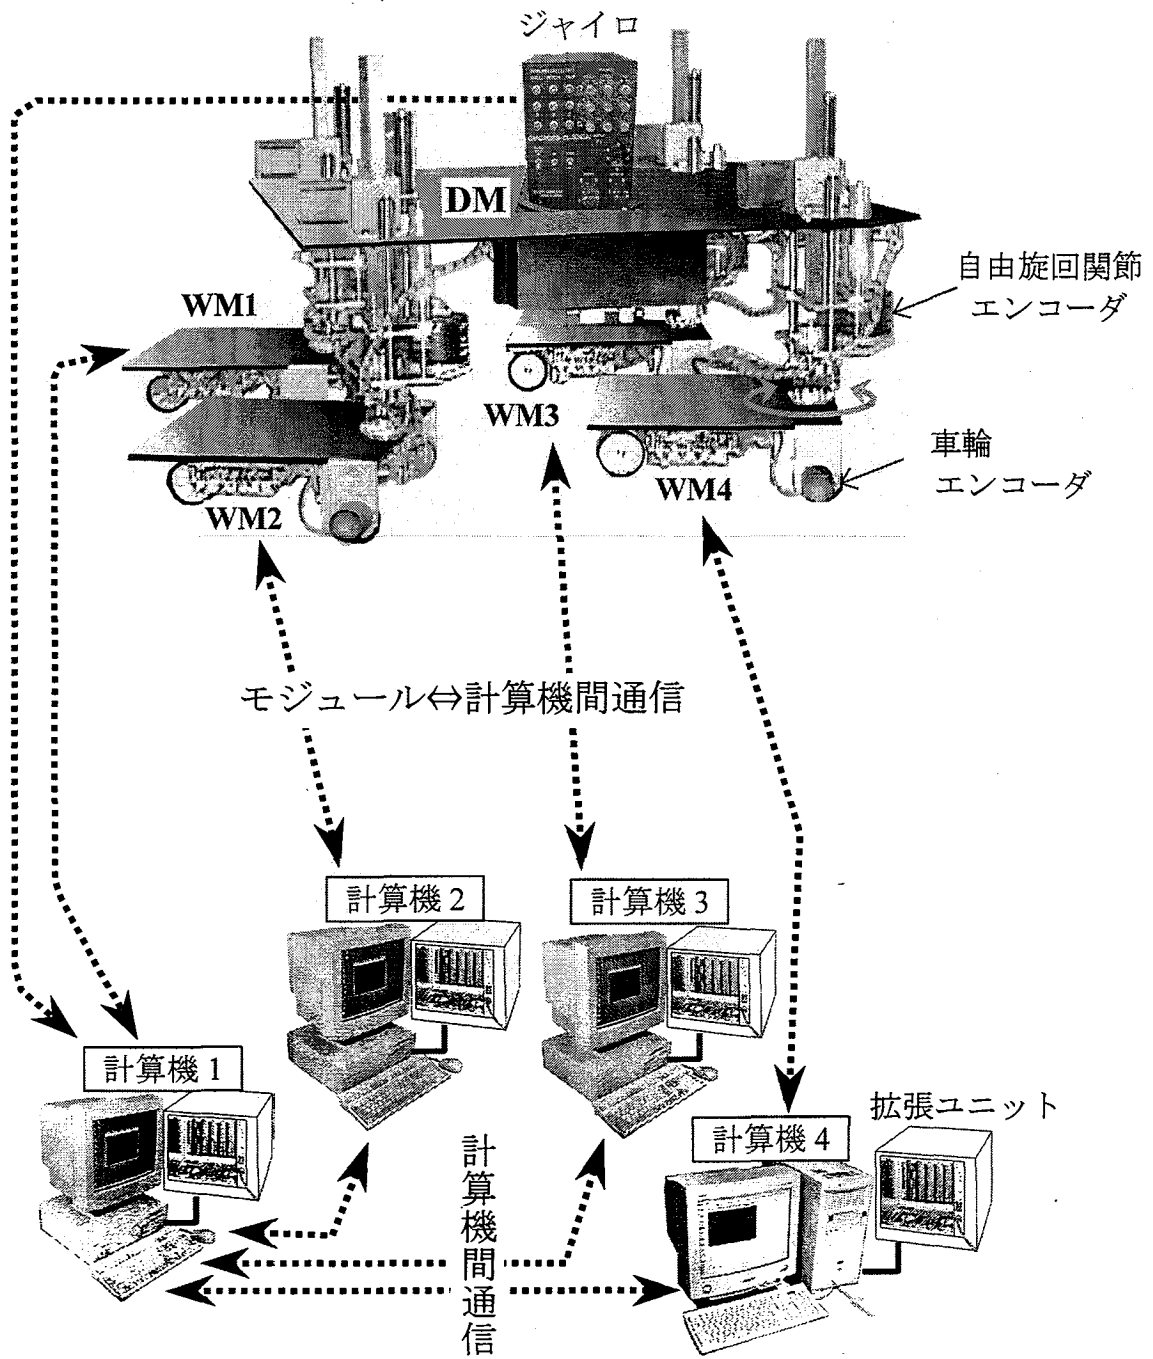 ジャイロ
DM
自由旋回関節
エンコーダ
WM1
WM3
車輪
エンコーダ
WM4
WM2
モジュール⇔計算機間通信
計算機2
計算機3
計算機1
計算機4
拡張ユニット
計算機間通信